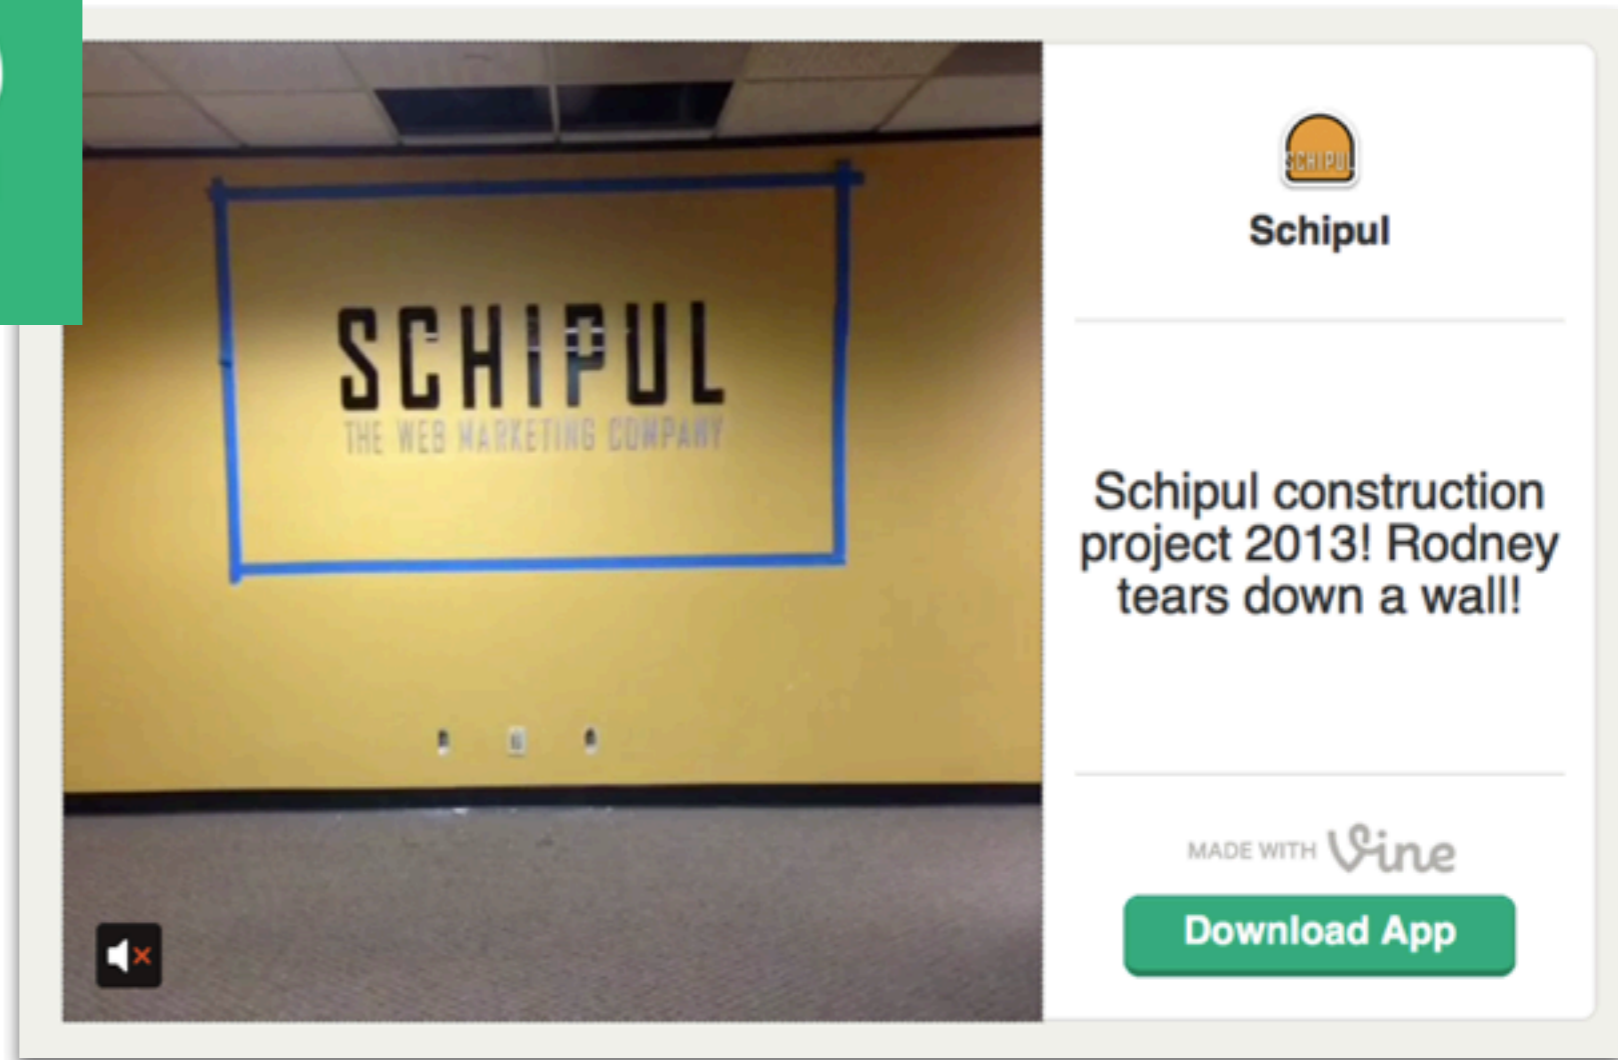 SCHIPUL
THE WEB MARKETING COMPANY
SCHIPUL
Schipul
Schipul construction
project 2013! Rodney
tears down a wall!
MADE WITH Vine
Download App